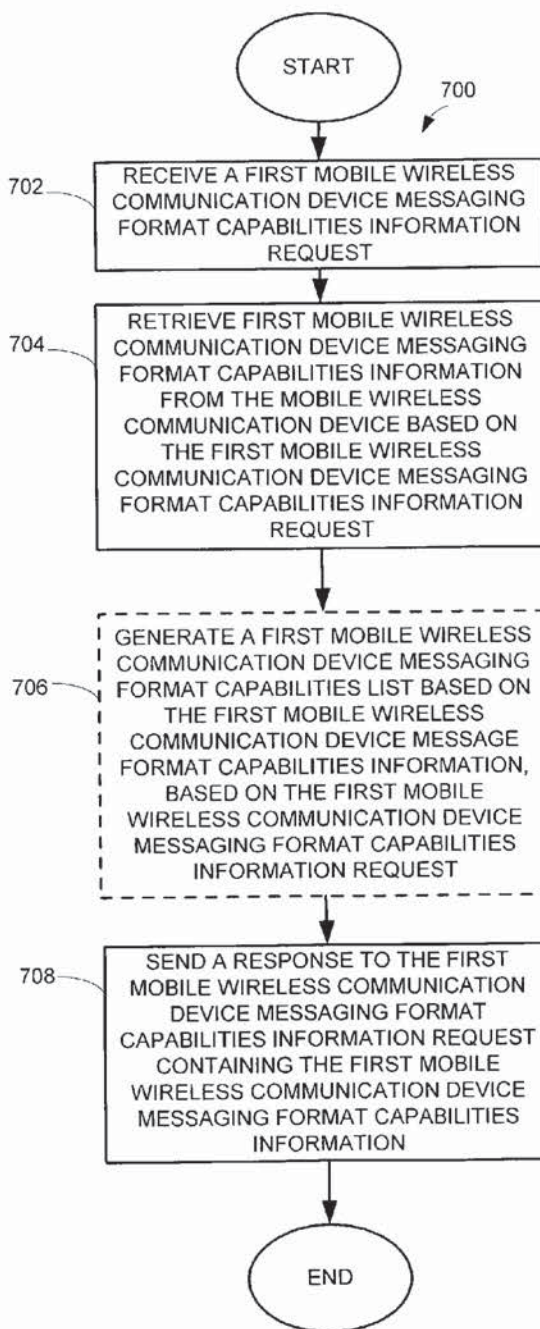 START
700
702
RECEIVE A FIRST MOBILE WIRELESS
COMMUNICATION DEVICE MESSAGING
FORMAT CAPABILITIES INFORMATION
REQUEST
704
RETRIEVE FIRST MOBILE WIRELESS
COMMUNICATION DEVICE MESSAGING
FORMAT CAPABILITIES INFORMATION
FROM THE MOBILE WIRELESS
COMMUNICATION DEVICE BASED ON
THE FIRST MOBILE WIRELESS
COMMUNICATION DEVICE MESSAGING
FORMAT CAPABILITIES INFORMATION
REQUEST
706
GENERATE A FIRST MOBILE WIRELESS
COMMUNICATION DEVICE MESSAGING
FORMAT CAPABILITIES LIST BASED ON
THE FIRST MOBILE WIRELESS
COMMUNICATION DEVICE MESSAGE
FORMAT CAPABILITIES INFORMATION,
BASED ON THE FIRST MOBILE
WIRELESS COMMUNICATION DEVICE
MESSAGING FORMAT CAPABILITIES
INFORMATION REQUEST
708
SEND A RESPONSE TO THE FIRST
MOBILE WIRELESS COMMUNICATION
DEVICE MESSAGING FORMAT
CAPABILITIES INFORMATION REQUEST
CONTAINING THE FIRST MOBILE
WIRELESS COMMUNICATION DEVICE
MESSAGING FORMAT CAPABILITIES
INFORMATION
END